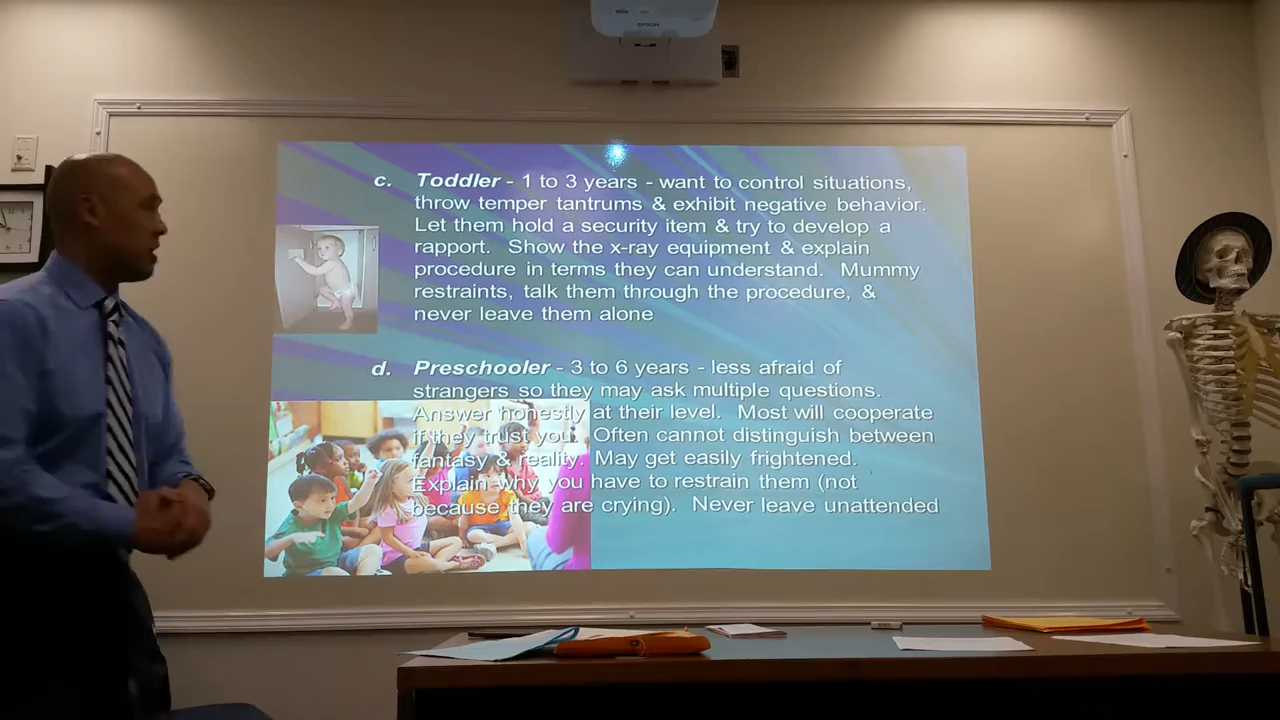 EPSON
c. Toddler - 1 to 3 years - want to control situations,
throw temper tantrums & exhibit negative behavior.
Let them hold a security item & try to develop a
rapport. Show the x-ray equipment & explain
procedure in terms they can understand. Mummy
restraints, talk them through the procedure, &
never leave them alone
d. Preschooler - 3 to 6 years - less afraid of
strangers so they may ask multiple questions.
Answer honestly at their level. Most will cooperate
if they trust you. Often cannot distinguish between
fantasy & reality. May get easily frightened.
Explain why you have to restrain them (not
because they are crying). Never leave unattended